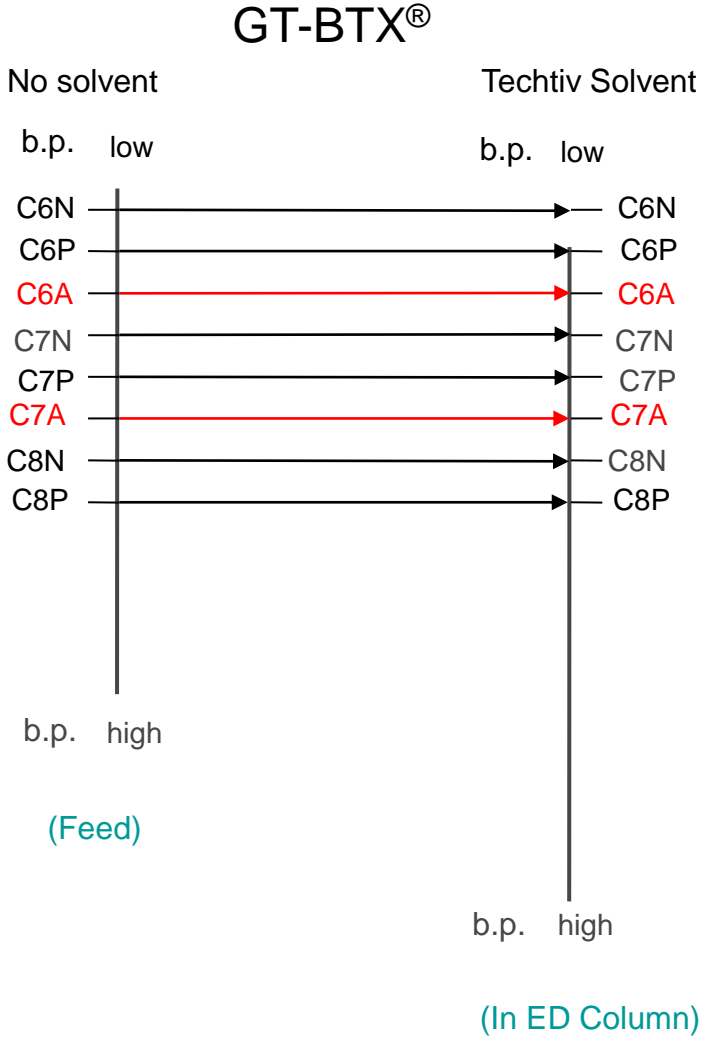 GT-BTX®
No solvent
Techtiv Solvent
b.p. low
b.p. low
C6N
C6N
C6P
C6P
C6A
C6A
C7N
C7N
C7P
C7P
C7A
C7A
C8N
C8N
C8P
C8P
b.p. high
(Feed)
b.p. high
(In ED Column)